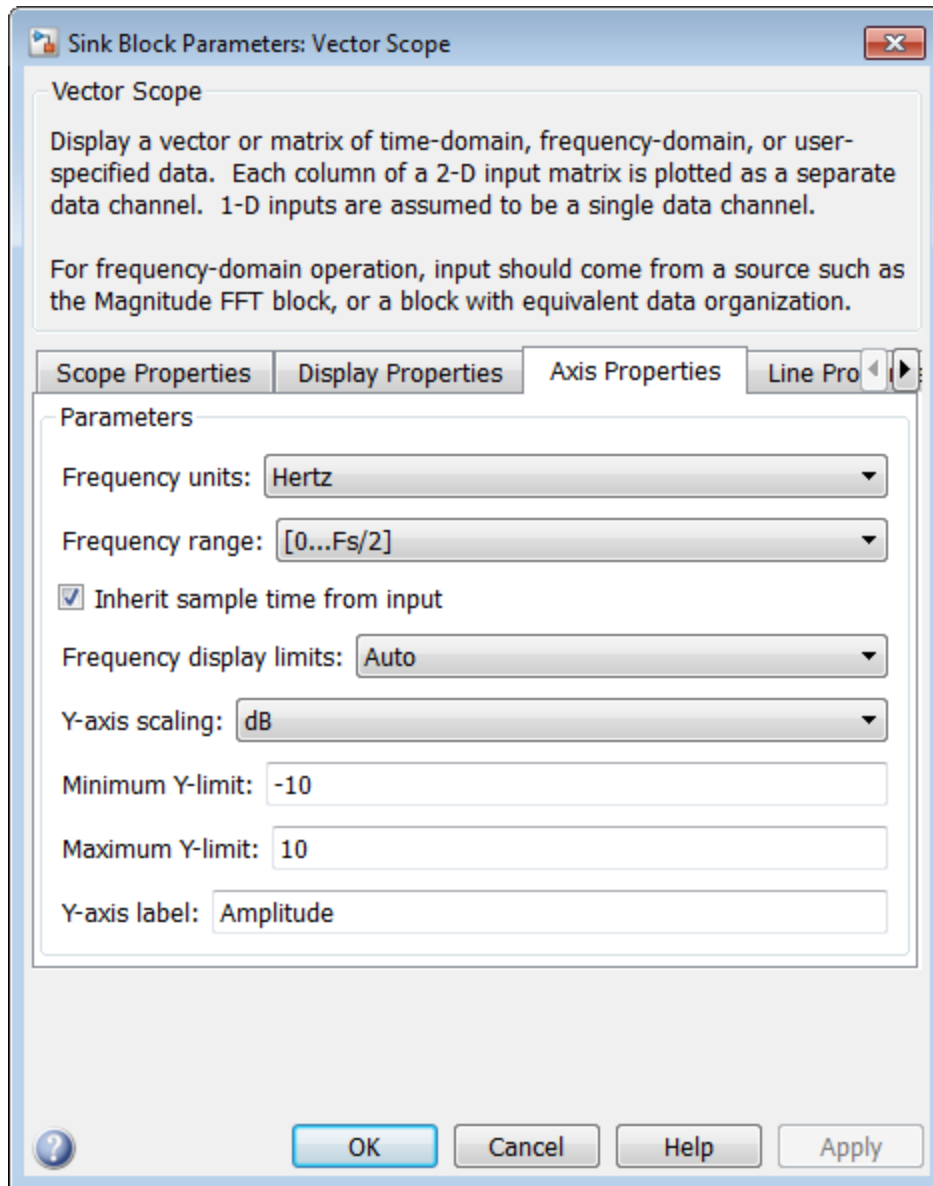 Sink Block Parameters: Vector Scope
Vector Scope
Display a vector or matrix of time-domain, frequency-domain, or user-
specified data.  Each column of a 2-D input matrix is plotted as a separate
data channel.  1-D inputs are assumed to be a single data channel.
For frequency-domain operation, input should come from a source such as
the Magnitude FFT block, or a block with equivalent data organization.
Scope Properties Display Properties Axis Properties Line
Parameters
Frequency units: Hertz
Frequency range: [0...Fs/2]
Inherit sample time from input
Frequency display limits: Auto
Y-axis scaling: dB
Minimum Y-limit: -10
Maximum Y-limit: 10
Y-axis label: Amplitude
? OK Cancel Help Apply